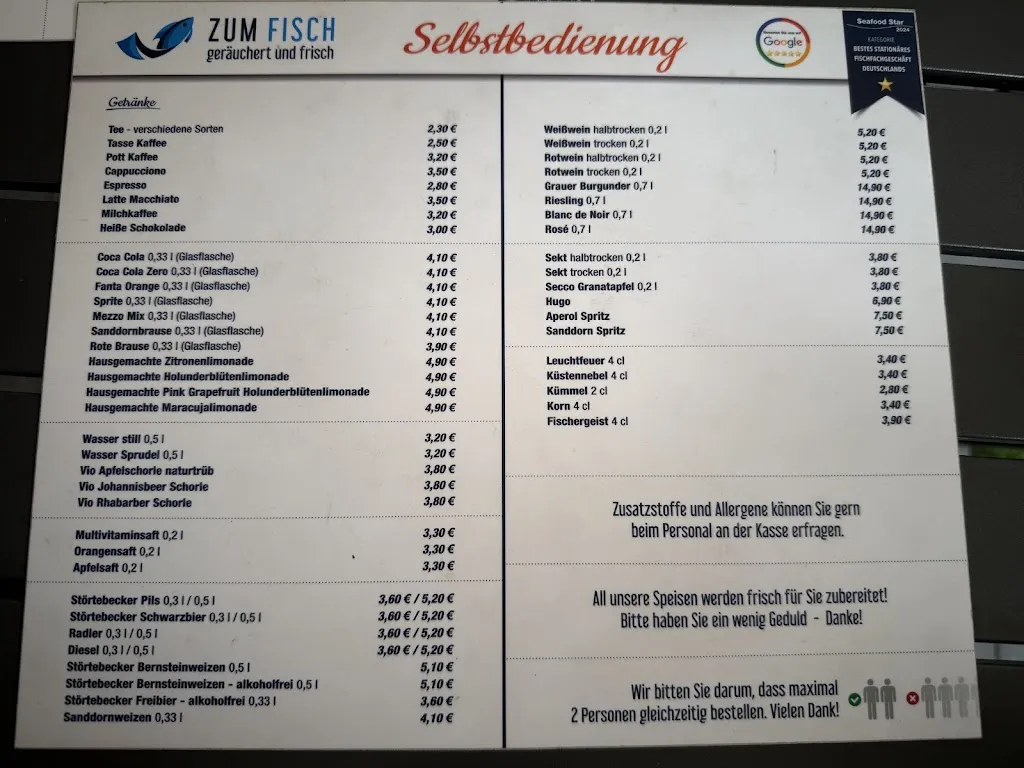 ZUM FISCH
geräuchert und frisch
Selbstbedienung
Google
Seafood Star
2024
KATEGORIE
BESTES STATIONÄRES
FISCHFACHGESCHÄFT
DEUTSCHLANDS
Getränke
Tee - verschiedene Sorten 2,30 €
Tasse Kaffee 2,50 €
Pott Kaffee 3,20 €
Cappucciono 3,50 €
Espresso 2,80 €
Latte Macchiato 3,50 €
Milchkaffee 3,20 €
Heiße Schokolade 3,00 €
Coca Cola 0,33 l (Glasflasche) 4,10 €
Coca Cola Zero 0,33 l (Glasflasche) 4,10 €
Fanta Orange 0,33 l (Glasflasche) 4,10 €
Sprite 0,33 l (Glasflasche) 4,10 €
Mezzo Mix 0,33 l (Glasflasche) 4,10 €
Sanddornbrause 0,33 l (Glasflasche) 4,10 €
Rote Brause 0,33 l (Glasflasche) 3,90 €
Hausgemachte Zitronenlimonade 4,90 €
Hausgemachte Holunderblütenlimonade 4,90 €
Hausgemachte Pink Grapefruit Holunderblütenlimonade 4,90 €
Hausgemachte Maracujalimonade 4,90 €
Wasser still 0,5 l 3,20 €
Wasser Sprudel 0,5 l 3,20 €
Vio Apfelschorle naturtrüb 3,80 €
Vio Johannisbeer Schorle 3,80 €
Vio Rhabarber Schorle 3,80 €
Multivitaminsaft 0,2 l 3,30 €
Orangensaft 0,2 l 3,30 €
Apfelsaft 0,2 l 3,30 €
Störtebecker Pils 0,3 l / 0,5 l 3,60 € / 5,20 €
Störtebecker Schwarzbier 0,3 l / 0,5 l 3,60 € / 5,20 €
Radler 0,3 l / 0,5 l 3,60 € / 5,20 €
Diesel 0,3 l / 0,5 l 3,60 € / 5,20 €
Störtebecker Bernsteinweizen 0,5 l 5,10 €
Störtebecker Bernsteinweizen - alkoholfrei 0,5 l 5,10 €
Störtebecker Freibier - alkoholfrei 0,33 l 3,60 €
Sanddornweizen 0,33 l 4,10 €
Weißwein halbtrocken 0,2 l 5,20 €
Weißwein trocken 0,2 l 5,20 €
Rotwein halbtrocken 0,2 l 5,20 €
Rotwein trocken 0,2 l 5,20 €
Grauer Burgunder 0,7 l 14,90 €
Riesling 0,7 l 14,90 €
Blanc de Noir 0,7 l 14,90 €
Rosé 0,7 l 14,90 €
Sekt halbtrocken 0,2 l 3,80 €
Sekt trocken 0,2 l 3,80 €
Secco Granatapfel 0,2 l 3,80 €
Hugo 6,90 €
Aperol Spritz 7,50 €
Sanddorn Spritz 7,50 €
Leuchtfeuer 4 cl 3,40 €
Küstennebel 4 cl 3,40 €
Kümmel 2 cl 2,80 €
Korn 4 cl 3,40 €
Fischergeist 4 cl 3,90 €
Zusatzstoffe und Allergene können Sie gern
beim Personal an der Kasse erfragen.
All unsere Speisen werden frisch für Sie zubereitet!
Bitte haben Sie ein wenig Geduld - Danke!
Wir bitten Sie darum, dass maximal
2 Personen gleichzeitig bestellen. Vielen Dank!